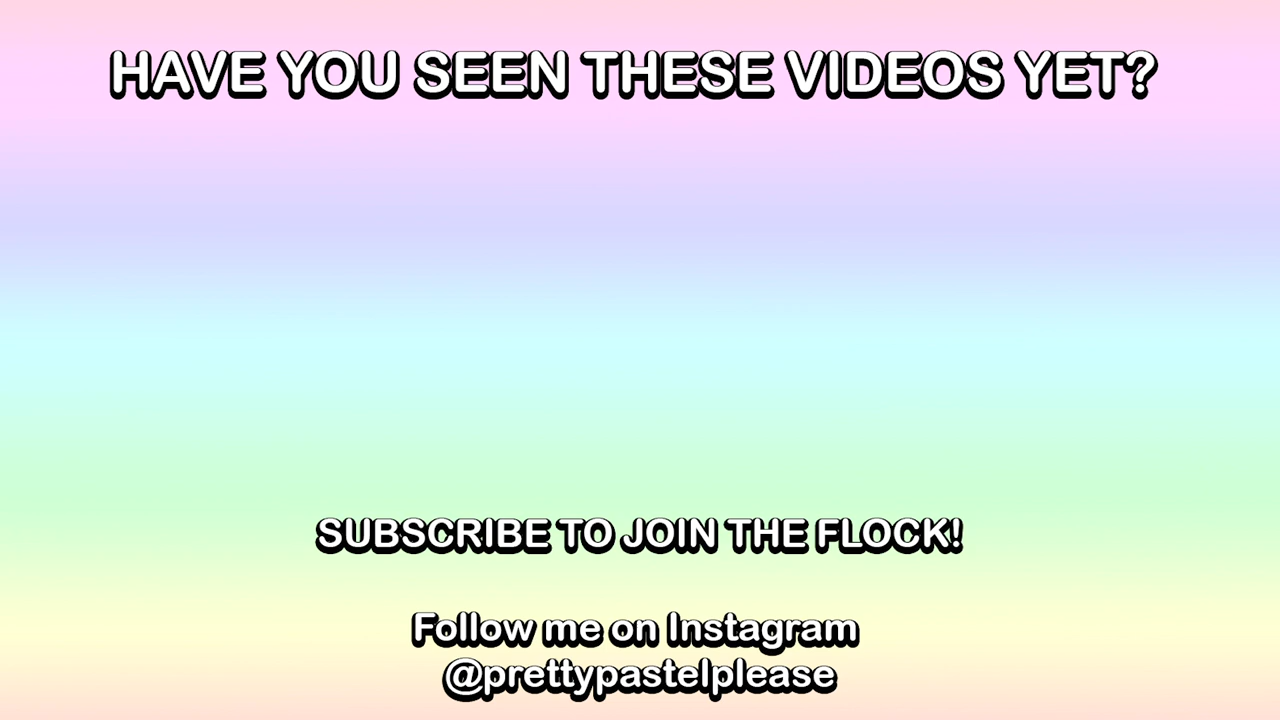 HAVE YOU SEEN THESE VIDEOS YET?
SUBSCRIBE TO JOIN THE FLOCK!
Follow me on Instagram
@prettypastelplease